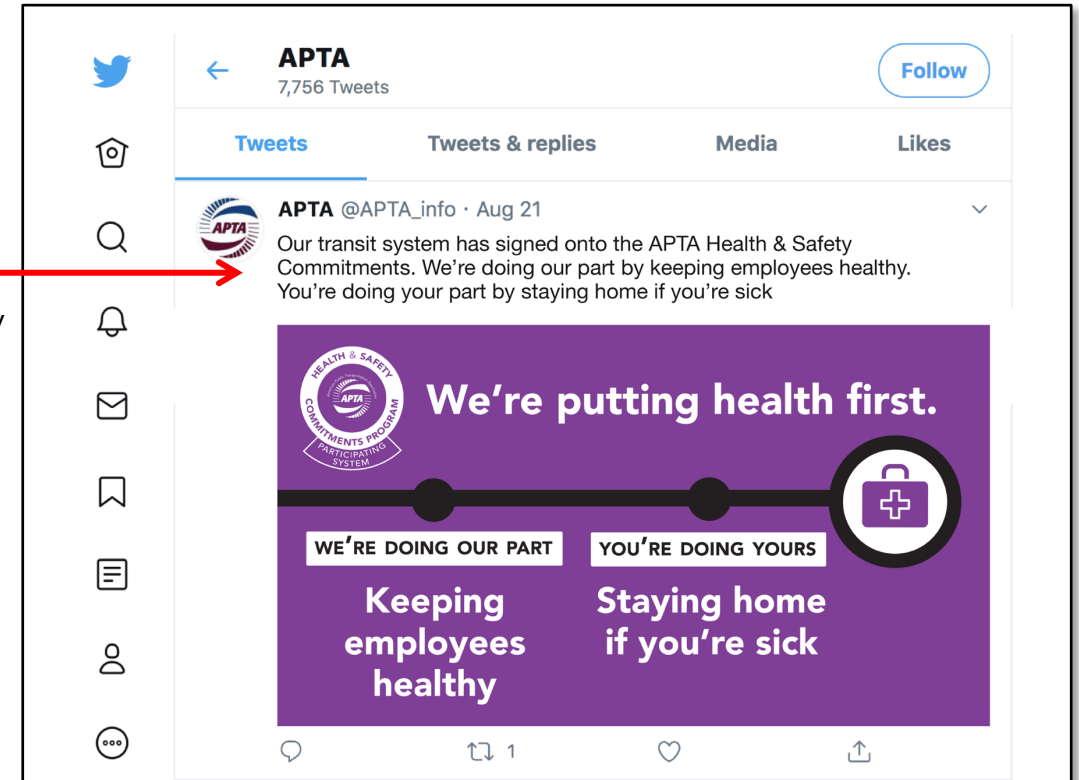 APTA
7,756 Tweets
Follow
Tweets
Tweets & replies
Media
Likes
APTA @APTA_info · Aug 21
APTA
Our transit system has signed onto the APTA Health & Safety
Commitments. We're doing our part by keeping employees healthy.
You're doing your part by staying home if you're sick
y
HEALTH & SAFETY
COMMITMENTS PROGRAM
APTA
PARTICIPATING
SYSTEM
We're putting health first.
WE'RE DOING OUR PART
YOU'RE DOING YOURS
Keeping
employees
healthy
Staying home
if you're sick
1